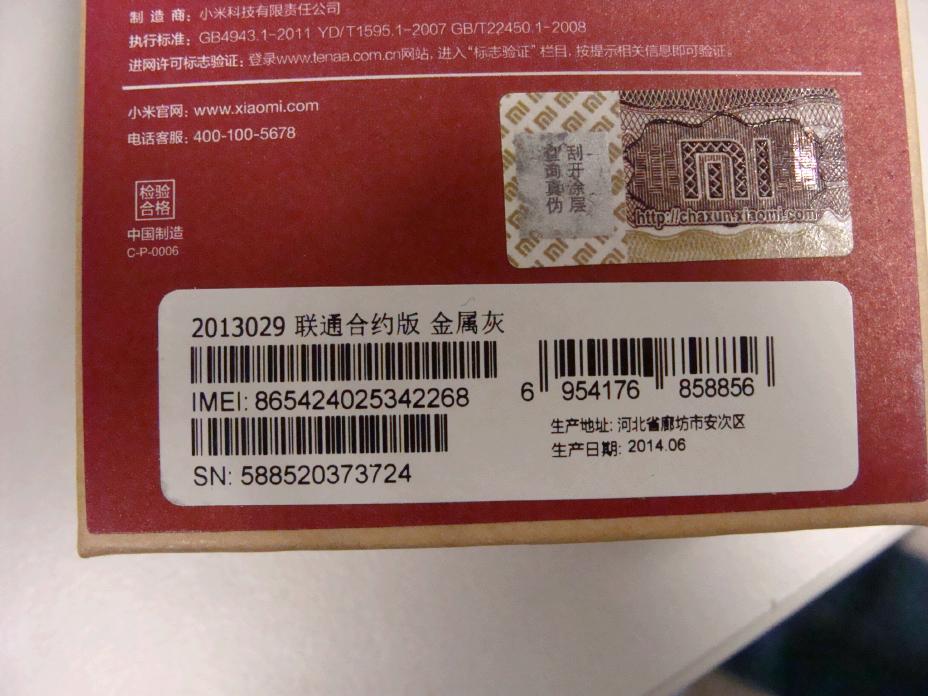 制 造 商：小米科技有限责任公司
执行标准：GB4943.1-2011 YD/T1595.1-2007 GB/T22450.1-2008
进网许可标志验证：登录www.tenaa.com.cn网站，进入“标志验证”栏目，按提示相关信息即可验证。
小米官网：www.xiaomi.com
电话客服：400-100-5678
检验
合格
中国制造
C-P-0006
刮开涂层
查询真伪
http://chaxun.xiaomi.com
2013029 联通合约版 金属灰
IMEI: 865424025342268
SN: 588520373724
6 954176 858856
生产地址: 河北省廊坊市安次区
生产日期: 2014.06